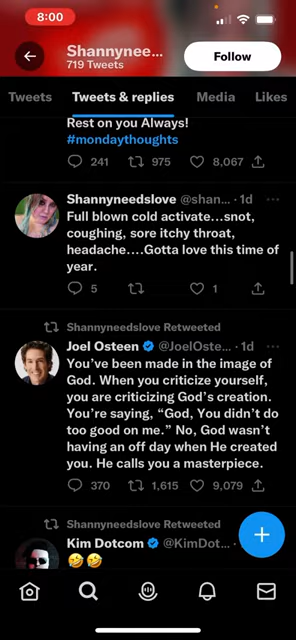 8:00
Shannynee...
719 Tweets
Follow
Tweets
Tweets & replies
Media
Likes
Rest on you Always!
#mondaythoughts
241 975 8,067
Shannyneedslove @shan... · 1d
Full blown cold activate...snot,
coughing, sore itchy throat,
headache....Gotta love this time of
year.
5 1
Shannyneedslove Retweeted
Joel Osteen @JoelOste... · 1d
You've been made in the image of
God. When you criticize yourself,
you are criticizing God's creation.
You're saying, "God, You didn't do
too good on me." No, God wasn't
having an off day when He created
you. He calls you a masterpiece.
370 1,615 9,079
Shannyneedslove Retweeted
Kim Dotcom @KimDot... ·
🤣🤣